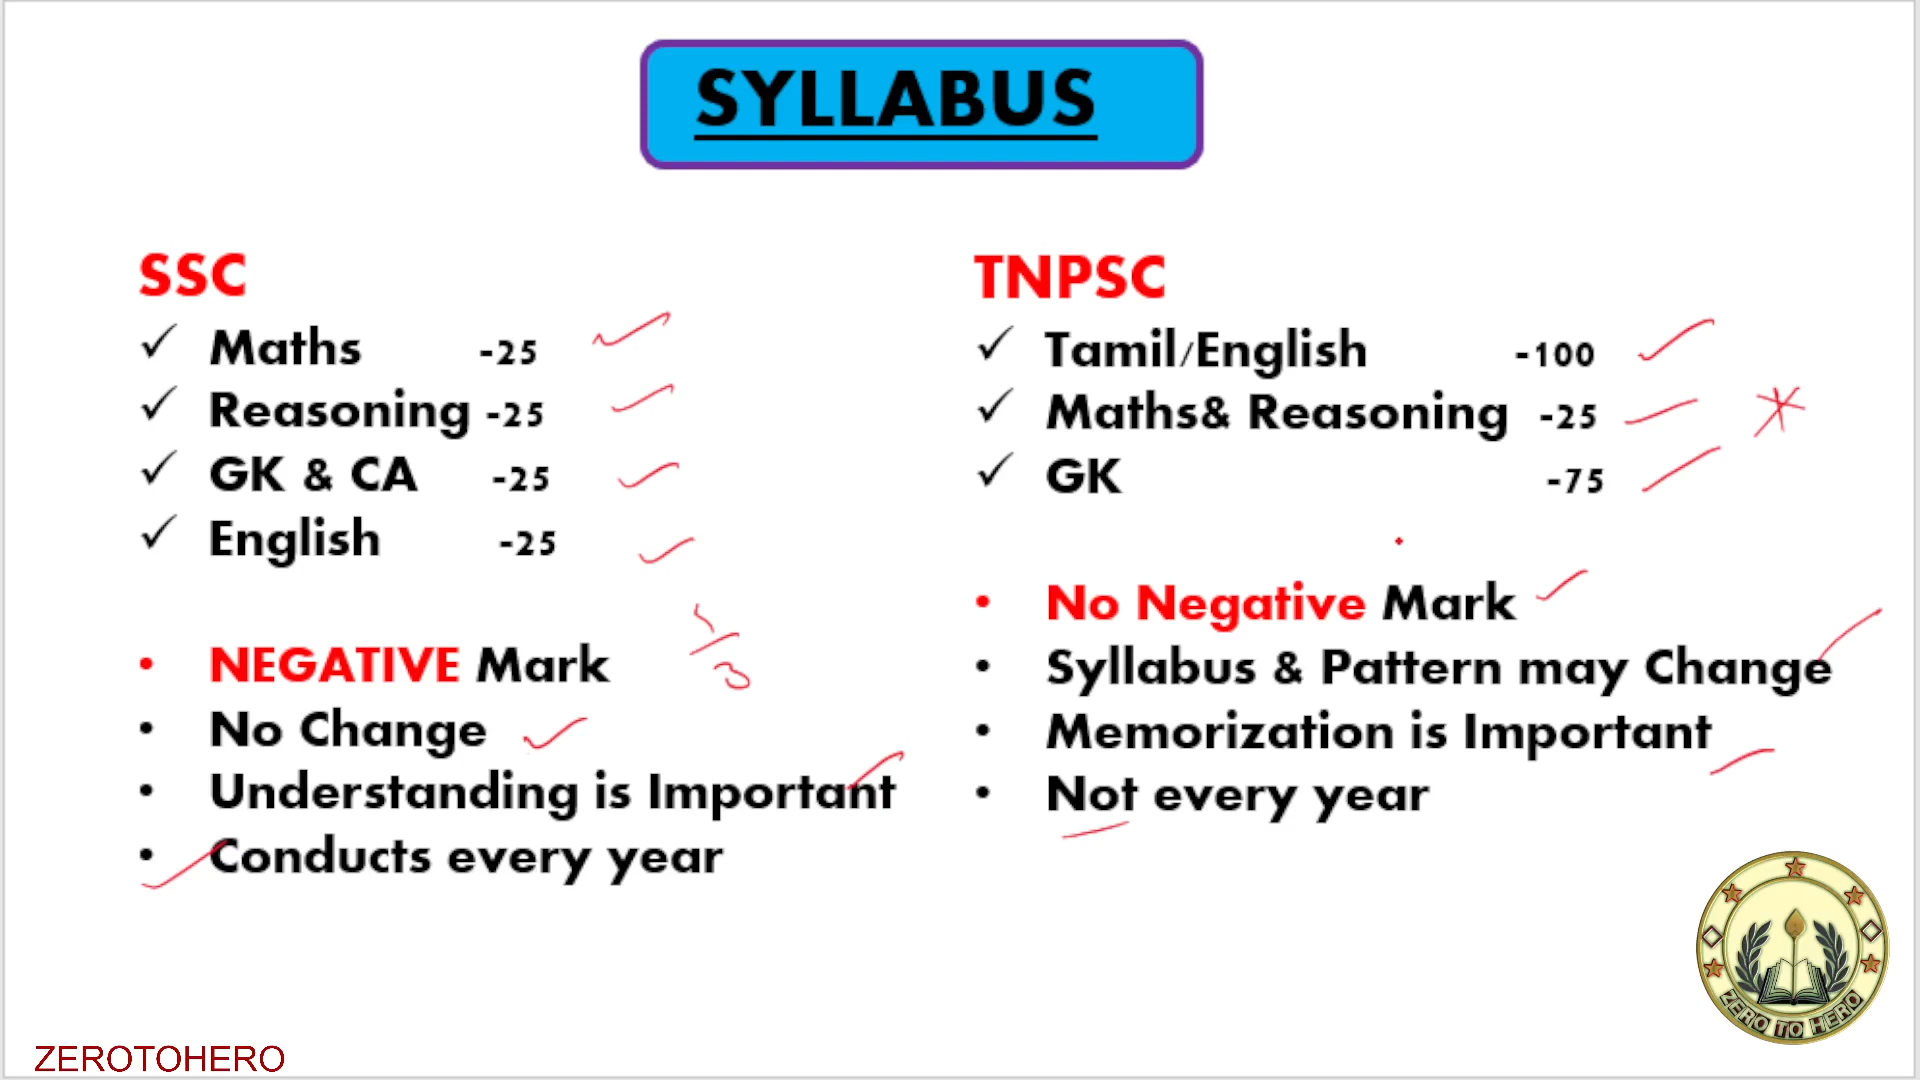 SYLLABUS
SSC
✓ Maths -25
✓ Reasoning -25
✓ GK & CA -25
✓ English -25
1/3
• NEGATIVE Mark
• No Change
• Understanding is Important
• Conducts every year
TNPSC
✓ Tamil/English -100
✓ Maths& Reasoning -25
✓ GK -75
• No Negative Mark
• Syllabus & Pattern may Change
• Memorization is Important
• Not every year
ZERO TO HERO
ZEROTOHERO